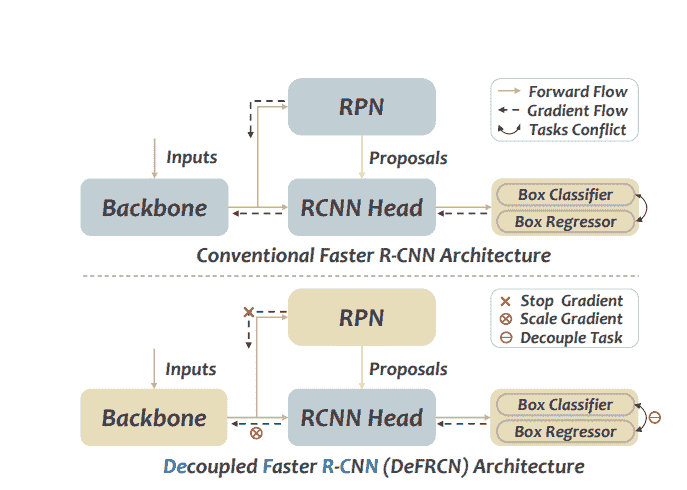 RPN
Forward Flow
Gradient Flow
Tasks Conflict
Inputs
Proposals
Backbone
RCNN Head
Box Classifier
Box Regressor
Conventional Faster R-CNN Architecture
RPN
Stop Gradient
Scale Gradient
Decouple Task
Inputs
Proposals
Backbone
RCNN Head
Box Classifier
Box Regressor
Decoupled Faster R-CNN (DeFRCN) Architecture